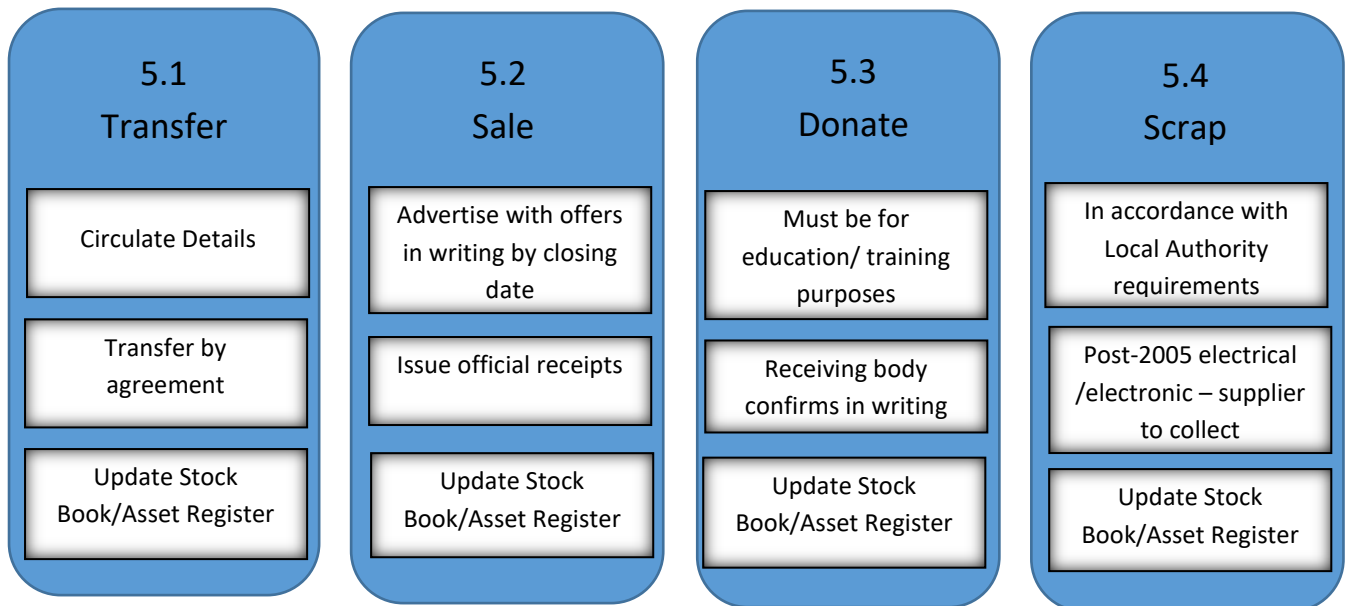 5.1
Transfer
Circulate Details
Transfer by
agreement
Update Stock
Book/Asset Register
5.2
Sale
Advertise with offers
in writing by closing
date
Issue official receipts
Update Stock
Book/Asset Register
5.3
Donate
Must be for
education/ training
purposes
Receiving body
confirms in writing
Update Stock
Book/Asset Register
5.4
Scrap
In accordance with
Local Authority
requirements
Post-2005 electrical
/electronic – supplier
to collect
Update Stock
Book/Asset Register